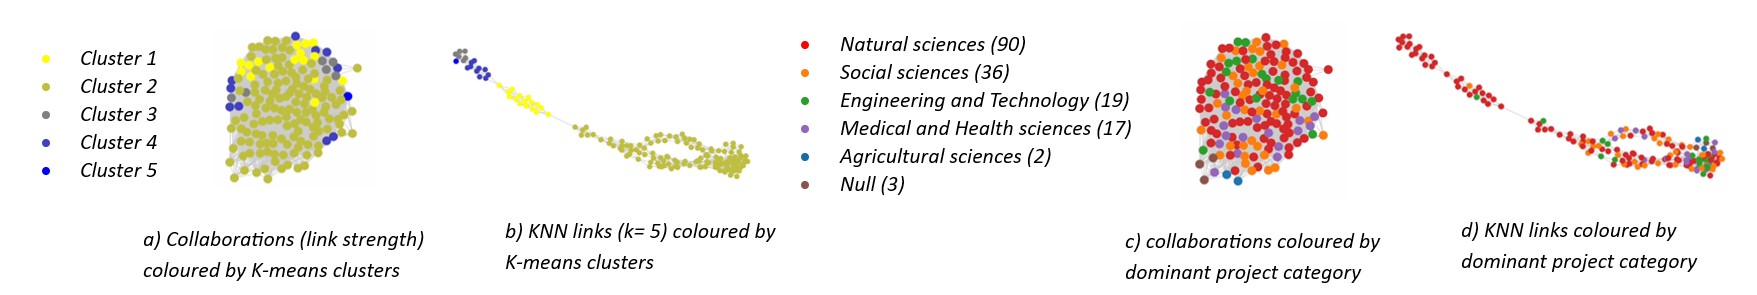 Cluster 1
Cluster 2
Cluster 3
Cluster 4
Cluster 5
a) Collaborations (link strength)
coloured by K-means clusters
b) KNN links (k= 5) coloured by
K-means clusters
Natural sciences (90)
Social sciences (36)
Engineering and Technology (19)
Medical and Health sciences (17)
Agricultural sciences (2)
Null (3)
c) collaborations coloured by
dominant project category
d) KNN links coloured by
dominant project category